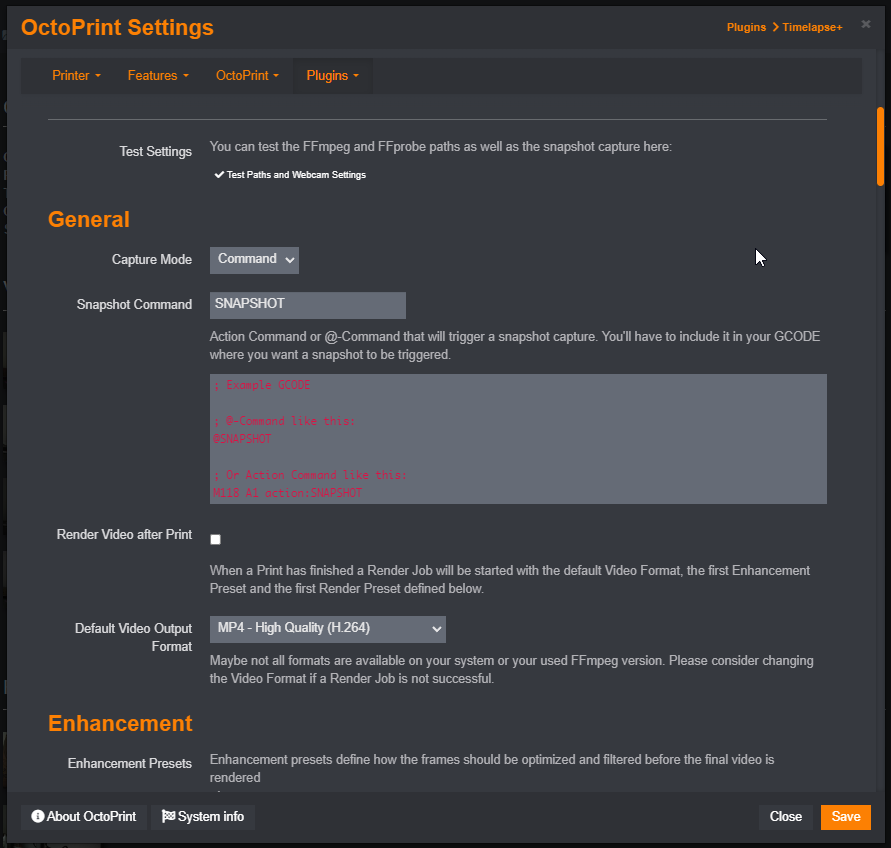 OctoPrint Settings
Plugins > Timelapse+
Printer
Features
OctoPrint
Plugins
Test Settings
You can test the FFmpeg and FFprobe paths as well as the snapshot capture here:
Test Paths and Webcam Settings
General
Capture Mode
Command
Snapshot Command
SNAPSHOT
Action Command or @-Command that will trigger a snapshot capture. You'll have to include it in your GCODE
where you want a snapshot to be triggered.
; Example GCODE
; @-Command like this:
@SNAPSHOT
; Or Action Command like this:
M118 A1 action:SNAPSHOT
Render Video after Print
When a Print has finished a Render Job will be started with the default Video Format, the first Enhancement
Preset and the first Render Preset defined below.
Default Video Output
Format
MP4 - High Quality (H.264)
Maybe not all formats are available on your system or your used FFmpeg version. Please consider changing
the Video Format if a Render Job is not successful.
Enhancement
Enhancement Presets
Enhancement presets define how the frames should be optimized and filtered before the final video is
rendered
About OctoPrint
System info
Close
Save